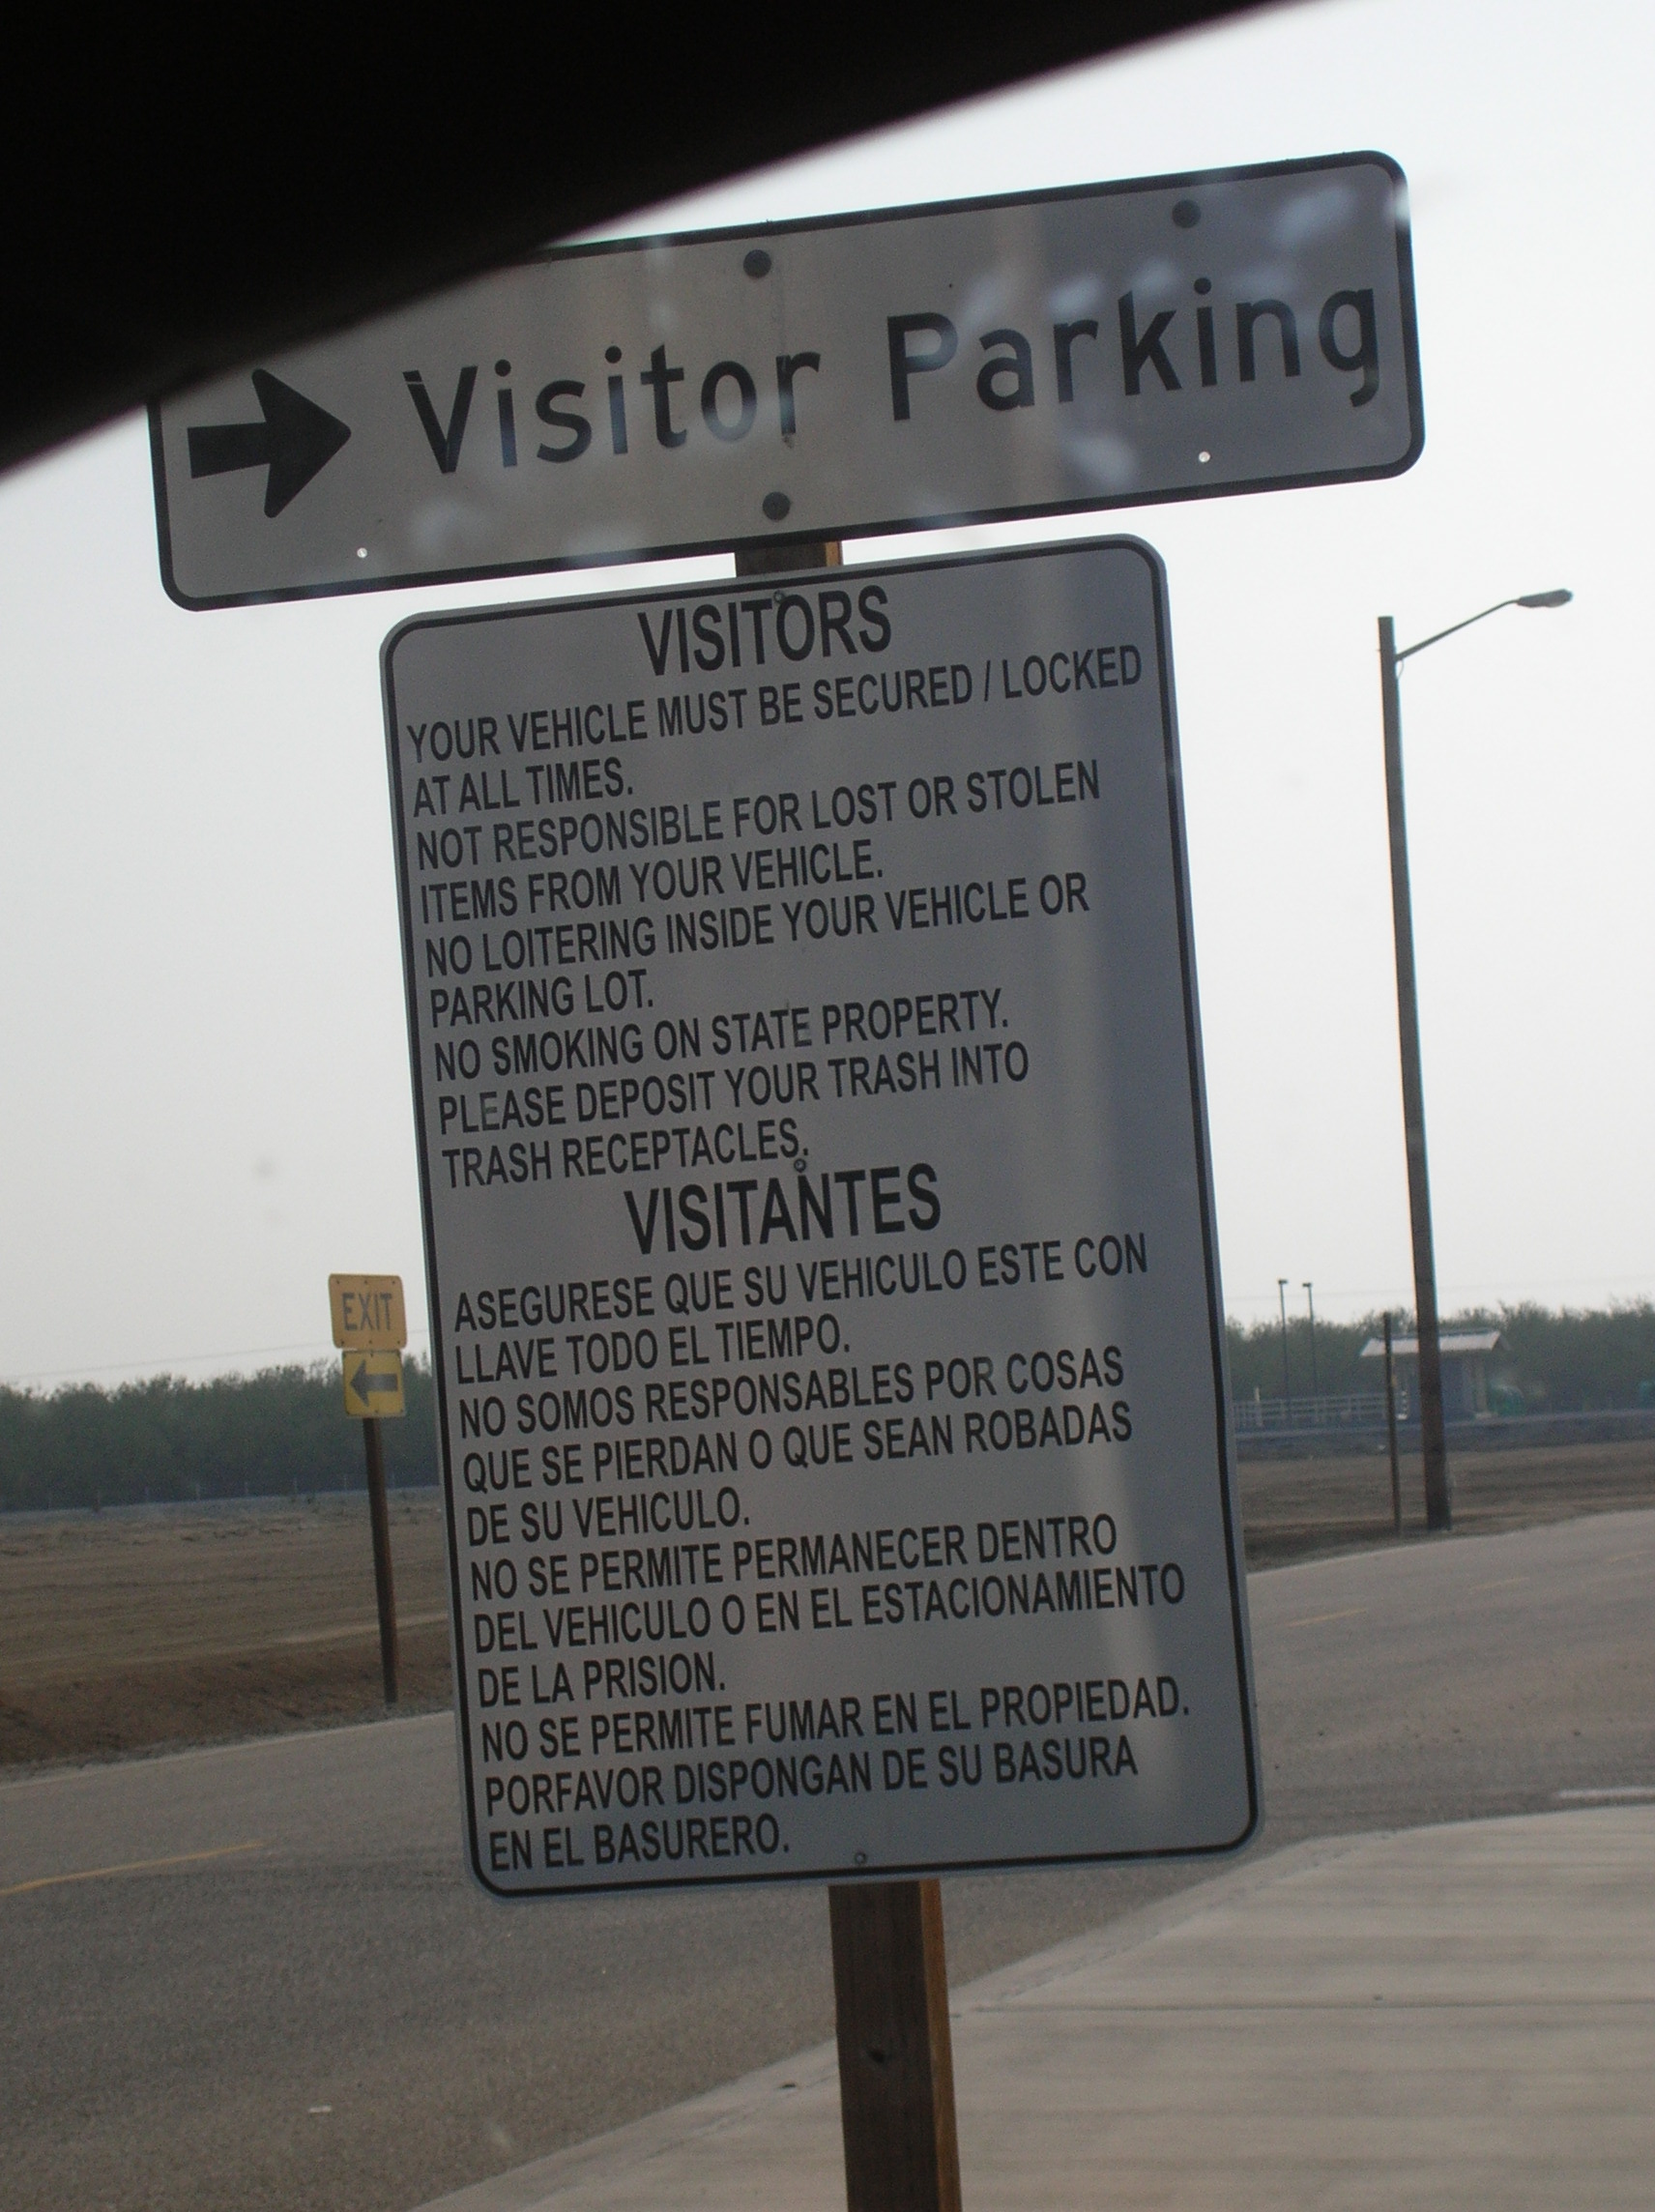 Visitor Parking
VISITORS
YOUR VEHICLE MUST BE SECURED / LOCKED
AT ALL TIMES.
NOT RESPONSIBLE FOR LOST OR STOLEN
ITEMS FROM YOUR VEHICLE.
NO LOITERING INSIDE YOUR VEHICLE OR
PARKING LOT.
NO SMOKING ON STATE PROPERTY.
PLEASE DEPOSIT YOUR TRASH INTO
TRASH RECEPTACLES.
VISITANTES
ASEGURESE QUE SU VEHICULO ESTE CON
LLAVE TODO EL TIEMPO.
NO SOMOS RESPONSABLES POR COSAS
QUE SE PIERDAN O QUE SEAN ROBADAS
DE SU VEHICULO.
NO SE PERMITE PERMANECER DENTRO
DEL VEHICULO O EN EL ESTACIONAMIENTO
DE LA PRISION.
NO SE PERMITE FUMAR EN EL PROPIEDAD.
PORFAVOR DISPONGAN DE SU BASURA
EN EL BASURERO.
EXIT